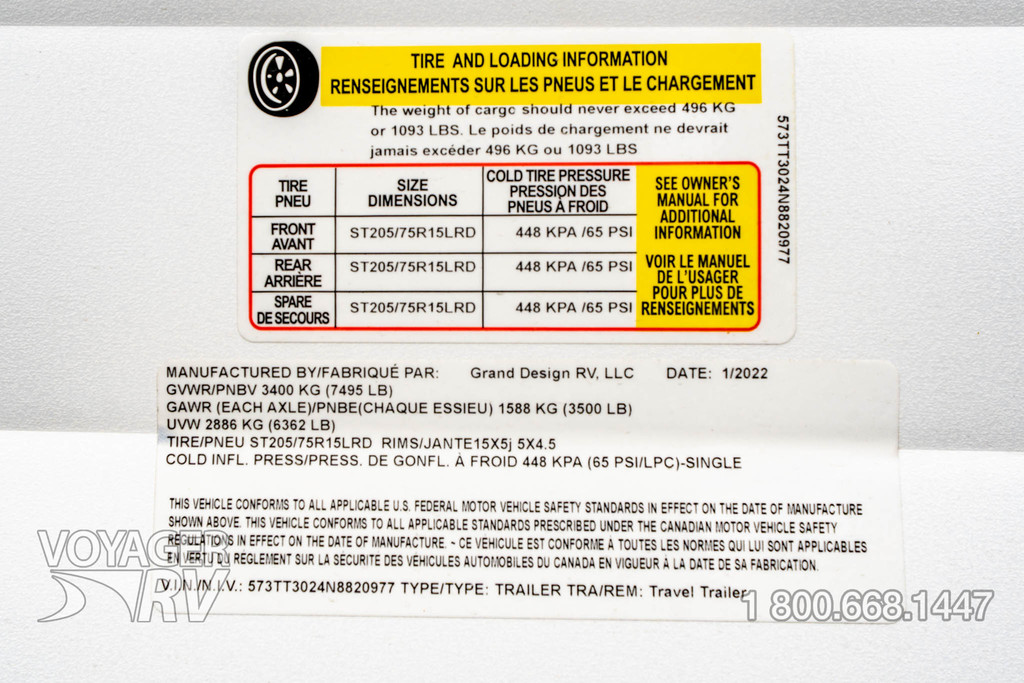 TIRE AND LOADING INFORMATION
RENSEIGNEMENTS SUR LES PNEUS ET LE CHARGEMENT
The weight of cargo should never exceed 496 KG
or 1093 LBS. Le poids de chargement ne devrait
jamais excéder 496 KG ou 1093 LBS
TIRE
PNEU
SIZE
DIMENSIONS
COLD TIRE PRESSURE
PRESSION DES
PNEUS À FROID
FRONT
AVANT
ST205/75R15LRD
448 KPA /65 PSI
REAR
ARRIÈRE
ST205/75R15LRD
448 KPA /65 PSI
SPARE
DE SECOURS
ST205/75R15LRD
448 KPA /65 PSI
SEE OWNER'S
MANUAL FOR
ADDITIONAL
INFORMATION
VOIR LE MANUEL
DE L'USAGER
POUR PLUS DE
RENSEIGNEMENTS
573TT3024N8820977
MANUFACTURED BY/FABRIQUÉ PAR: Grand Design RV, LLC DATE: 1/2022
GVWR/PNBV 3400 KG (7495 LB)
GAWR (EACH AXLE)/PNBE(CHAQUE ESSIEU) 1588 KG (3500 LB)
UVW 2886 KG (6362 LB)
TIRE/PNEU ST205/75R15LRD RIMS/JANTE15X5j 5X4.5
COLD INFL. PRESS/PRESS. DE GONFL. À FROID 448 KPA (65 PSI/LPC)-SINGLE
THIS VEHICLE CONFORMS TO ALL APPLICABLE U.S. FEDERAL MOTOR VEHICLE SAFETY STANDARDS IN EFFECT ON THE DATE OF MANUFACTURE
SHOWN ABOVE. THIS VEHICLE CONFORMS TO ALL APPLICABLE STANDARDS PRESCRIBED UNDER THE CANADIAN MOTOR VEHICLE SAFETY
REGULATIONS IN EFFECT ON THE DATE OF MANUFACTURE. - CE VÉHICULE EST CONFORME À TOUTES LES NORMES QUI LUI SONT APPLICABLES
EN VERTU DU RÈGLEMENT SUR LA SÉCURITE DES VÉHICULES AUTOMOBILES DU CANADA EN VIGUEUR À LA DATE DE SA FABRICATION.
V.I.N./N.I.V.: 573TT3024N8820977 TYPE/TYPE: TRAILER TRA/REM: Travel Trailer
VOYAGER
RV
1 800.668.1447